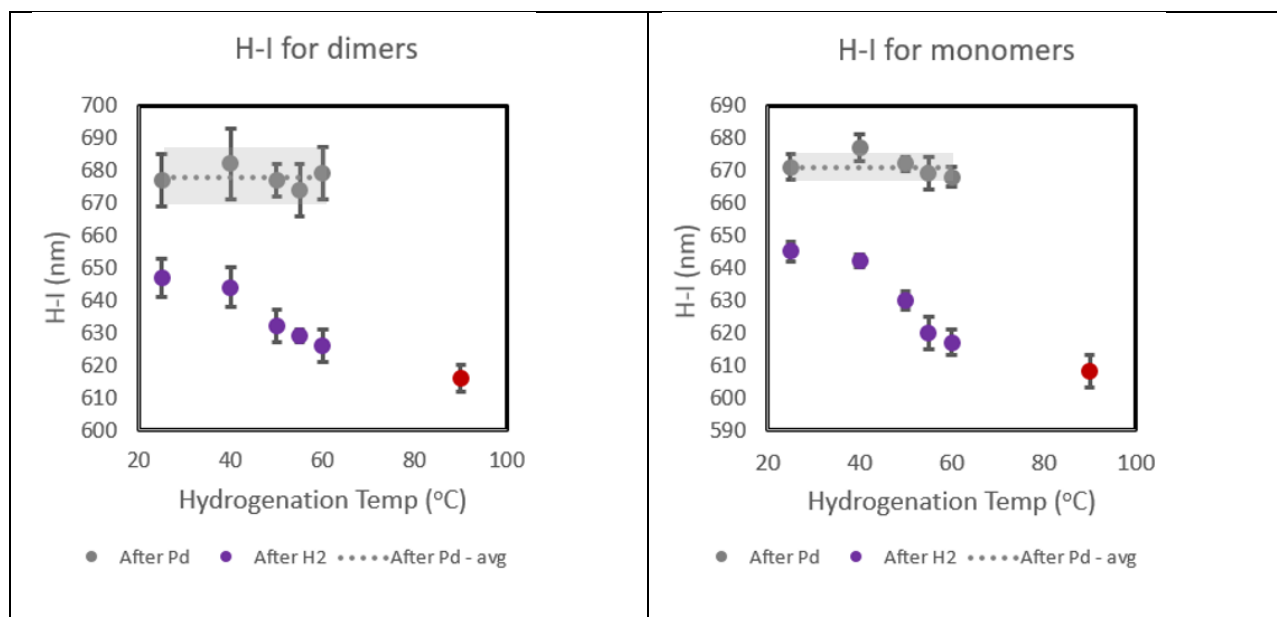 H-I for dimers
700
690
680
670
660
650
640
630
620
610
600
H-I (nm)
20 40 60 80 100
Hydrogenation Temp (°C)
After Pd After H2 After Pd - avg
H-I for monomers
690
680
670
660
650
640
630
620
610
600
590
H-I (nm)
20 40 60 80 100
Hydrogenation Temp (°C)
After Pd After H2 After Pd - avg